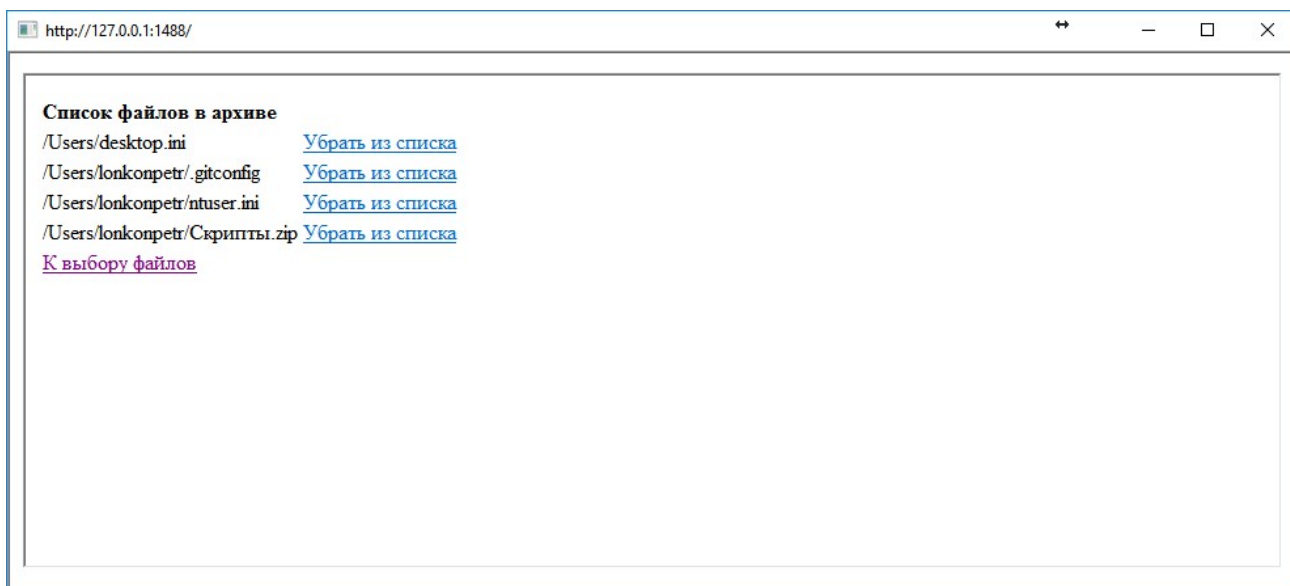 http://127.0.0.1:1488/
Список файлов в архиве
/Users/desktop.ini Убрать из списка
/Users/lonkonpetr/.gitconfig Убрать из списка
/Users/lonkonpetr/ntuser.ini Убрать из списка
/Users/lonkonpetr/Скрипты.zip Убрать из списка
К выбору файлов